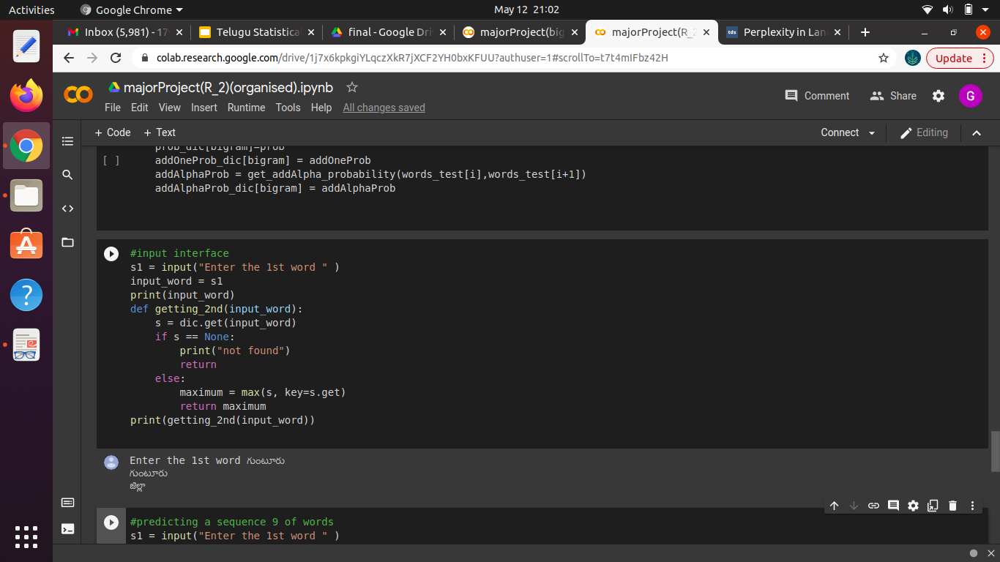 Activities
Google Chrome
May 12 21:02
Inbox (5,981) - 17
Telugu Statistica
final - Google Dri
majorProject(big
majorProject(R_2
tds
Perplexity in Lan
colab.research.google.com/drive/1j7x6kpkgiYLqczXkR7jXCF2YH0bxKFUU?authuser=1#scrollTo=t7t4mIFbz42H
Update
majorProject(R_2)(organised).ipynb
File Edit View Insert Runtime Tools Help All changes saved
Comment
Share
G
+ Code + Text
Connect
Editing
prob_dic[bigram]=prob
[ ] addOneProb_dic[bigram] = addOneProb
addAlphaProb = get_addAlpha_probability(words_test[i],words_test[i+1])
addAlphaProb_dic[bigram] = addAlphaProb
#input interface
s1 = input("Enter the 1st word " )
input_word = s1
print(input_word)
def getting_2nd(input_word):
s = dic.get(input_word)
if s == None:
print("not found")
return
else:
maximum = max(s, key=s.get)
return maximum
print(getting_2nd(input_word))
Enter the 1st word గుంటూరు
గుంటూరు
జిల్లా
#predicting a sequence 9 of words
s1 = input("Enter the 1st word " )